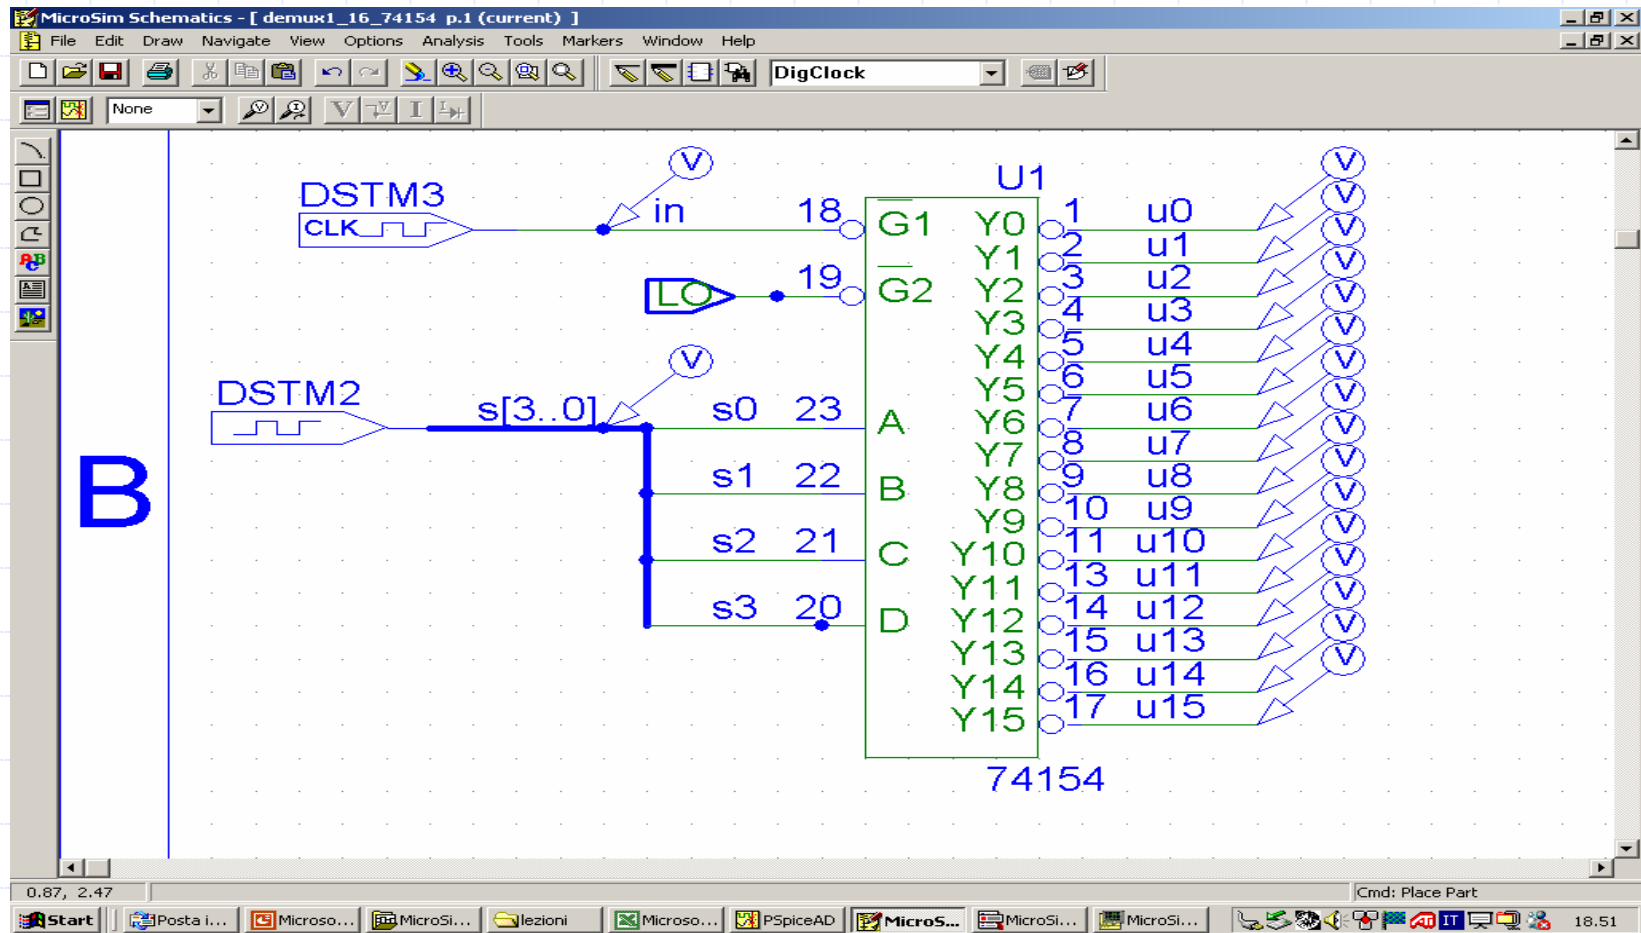 MicroSim Schematics - [ demux1_16_74154 p.1 (current) ]
File Edit Draw Navigate View Options Analysis Tools Markers Window Help
DigClock
None
B
DSTM3
CLK
in
V
18
G1
LO
19
G2
DSTM2
s[3..0]
V
s0 23 A
s1 22 B
s2 21 C
s3 20 D
U1
Y0 1 u0 V
Y1 2 u1 V
Y2 3 u2 V
Y3 4 u3 V
Y4 5 u4 V
Y5 6 u5 V
Y6 7 u6 V
Y7 8 u7 V
Y8 9 u8 V
Y9 10 u9 V
Y10 11 u10 V
Y11 13 u11 V
Y12 14 u12 V
Y13 15 u13 V
Y14 16 u14 V
Y15 17 u15 V
74154
0.87, 2.47
Cmd: Place Part
Start Posta i... Microso... MicroSi... lezioni Microso... PSpiceAD MicroS... MicroSi... MicroSi... IT 18.51